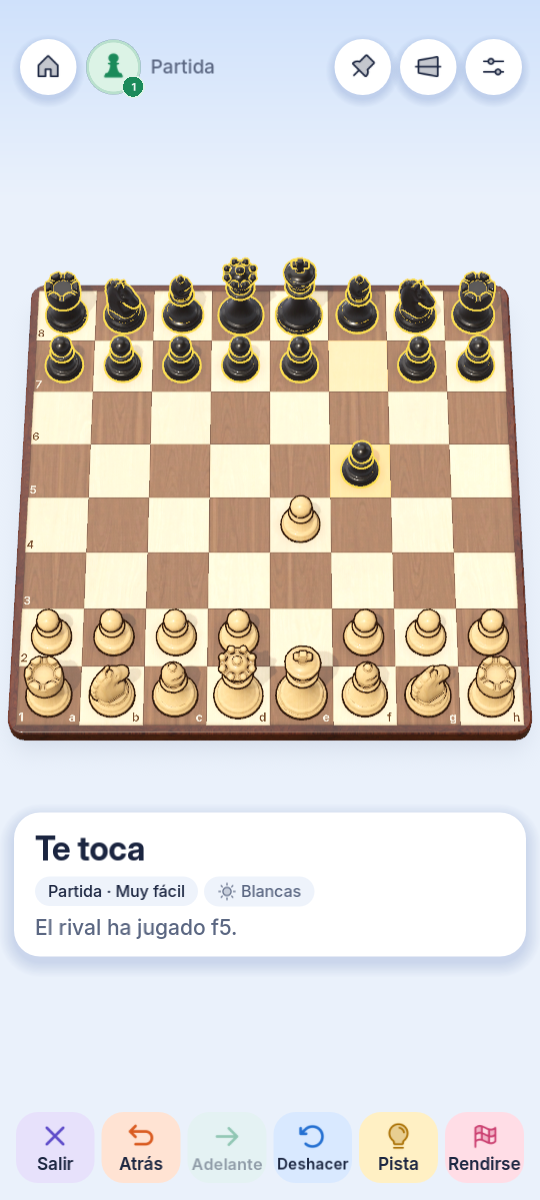 Partida
1
8
7
6
5
4
3
2
1 a b c d e f g h
Te toca
Partida · Muy fácil
Blancas
El rival ha jugado f5.
Salir Atrás Adelante Deshacer Pista Rendirse